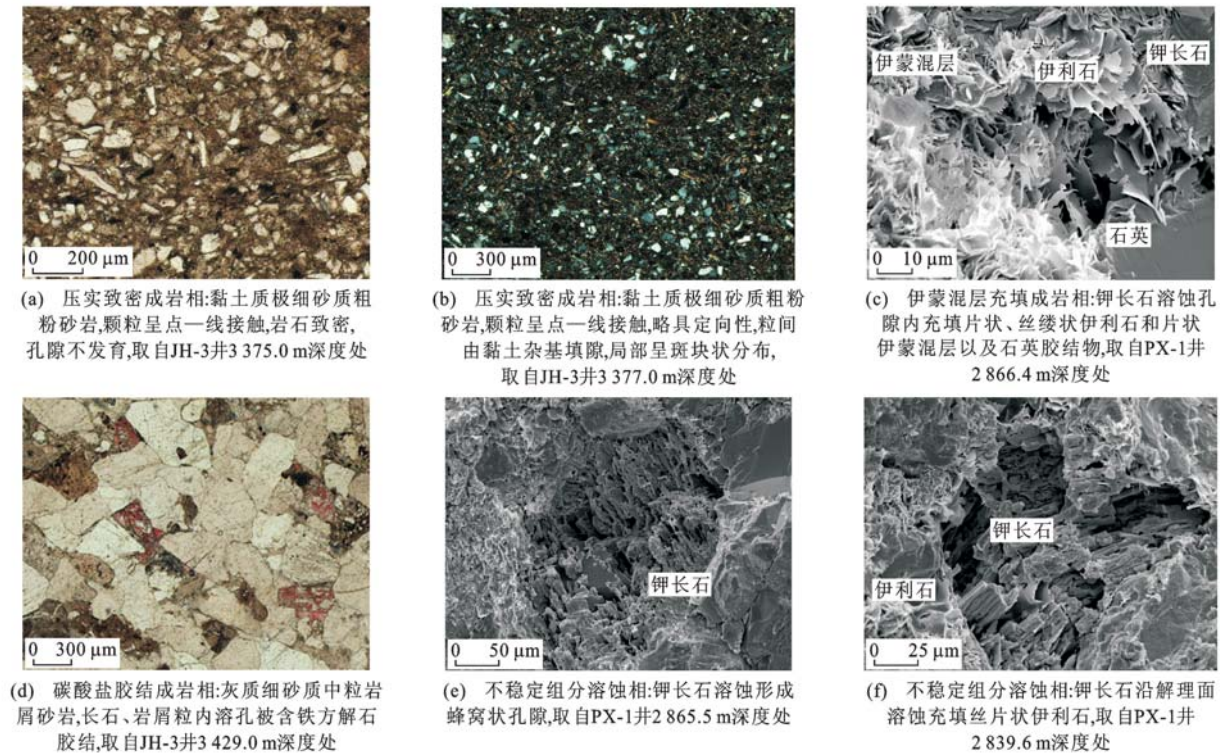 伊蒙混层
伊利石
钾长石
石英
0 200 μm
0 300 μm
0 10 μm
(a) 压实致密成岩相:黏土质极细砂质粗
粉砂岩,颗粒呈点—线接触,岩石致密,
孔隙不发育,取自JH-3井3 375.0 m深度处
(b) 压实致密成岩相:黏土质极细砂质粗粉
砂岩,颗粒呈点—线接触,略具定向性,粒间
由黏土杂基填隙,局部呈斑块状分布,
取自JH-3井3 377.0 m深度处
(c) 伊蒙混层充填成岩相:钾长石溶蚀孔
隙内充填片状、丝缕状伊利石和片状
伊蒙混层以及石英胶结物,取自PX-1井
2 866.4 m深度处
钾长石
钾长石
伊利石
0 300 μm
0 50 μm
0 25 μm
(d) 碳酸盐胶结成岩相:灰质细砂质中粒岩
屑砂岩,长石、岩屑粒内溶孔被含铁方解石
胶结,取自JH-3井3 429.0 m深度处
(e) 不稳定组分溶蚀相:钾长石溶蚀形成
蜂窝状孔隙,取自PX-1井2 865.5 m深度处
(f) 不稳定组分溶蚀相:钾长石沿解理面
溶蚀充填丝片状伊利石,取自PX-1井
2 839.6 m深度处